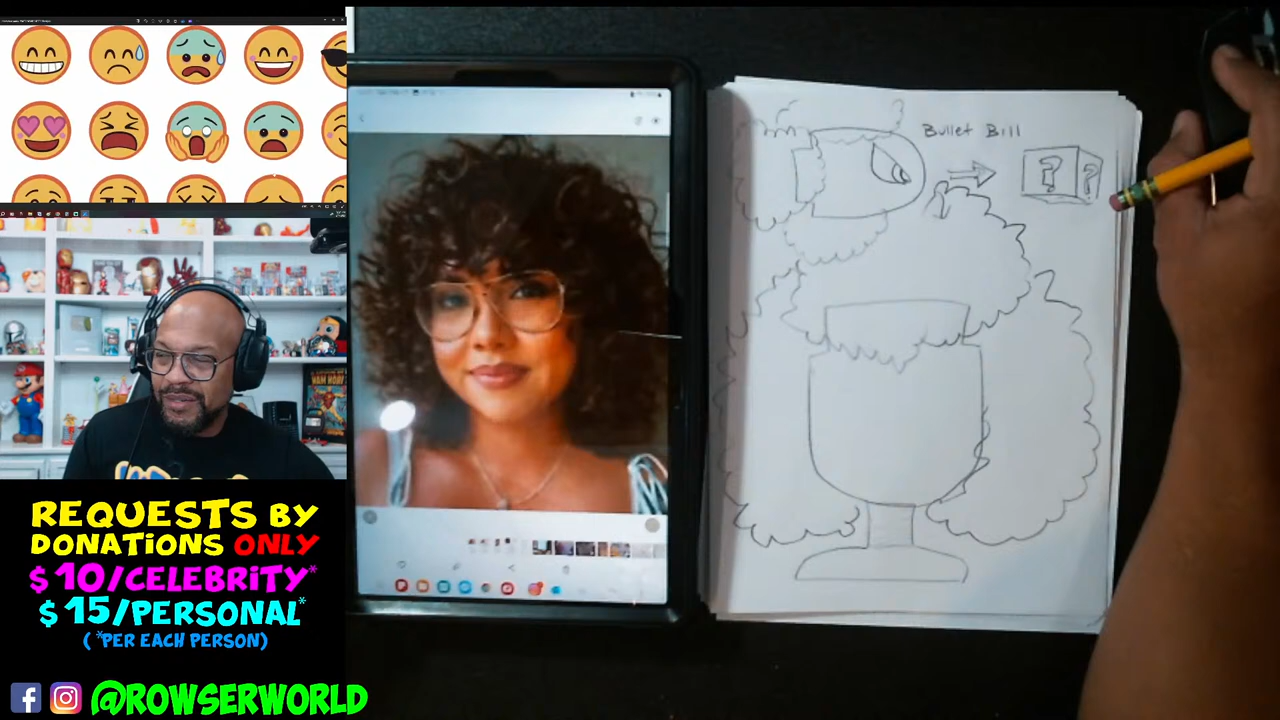 REQUESTS BY
DONATIONS ONLY
$10/CELEBRITY*
$15/PERSONAL*
(*PER EACH PERSON)
@ROWSERWORLD
Bullet Bill
? ?